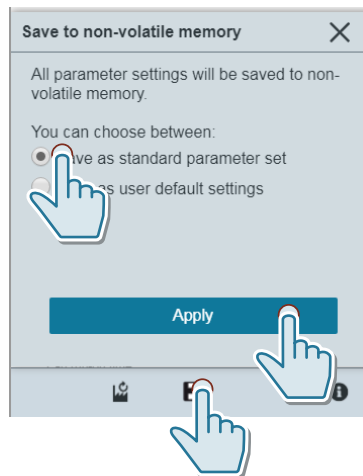 Save to non-volatile memory
All parameter settings will be saved to non-
volatile memory.
You can choose between:
as standard parameter set
as user default settings
Apply